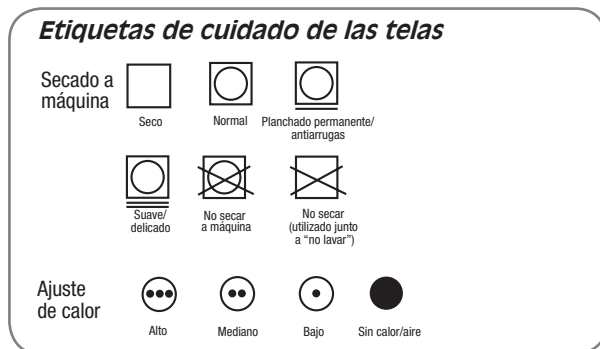 Etiquetas de cuidado de las telas
Secado a
máquina
Seco
Normal
Planchado permanente/
antiarrugas
Suave/
delicado
No secar
a máquina
No secar
(utilizado junto
a “no lavar”)
Ajuste
de calor
Alto
Mediano
Bajo
Sin calor/aire